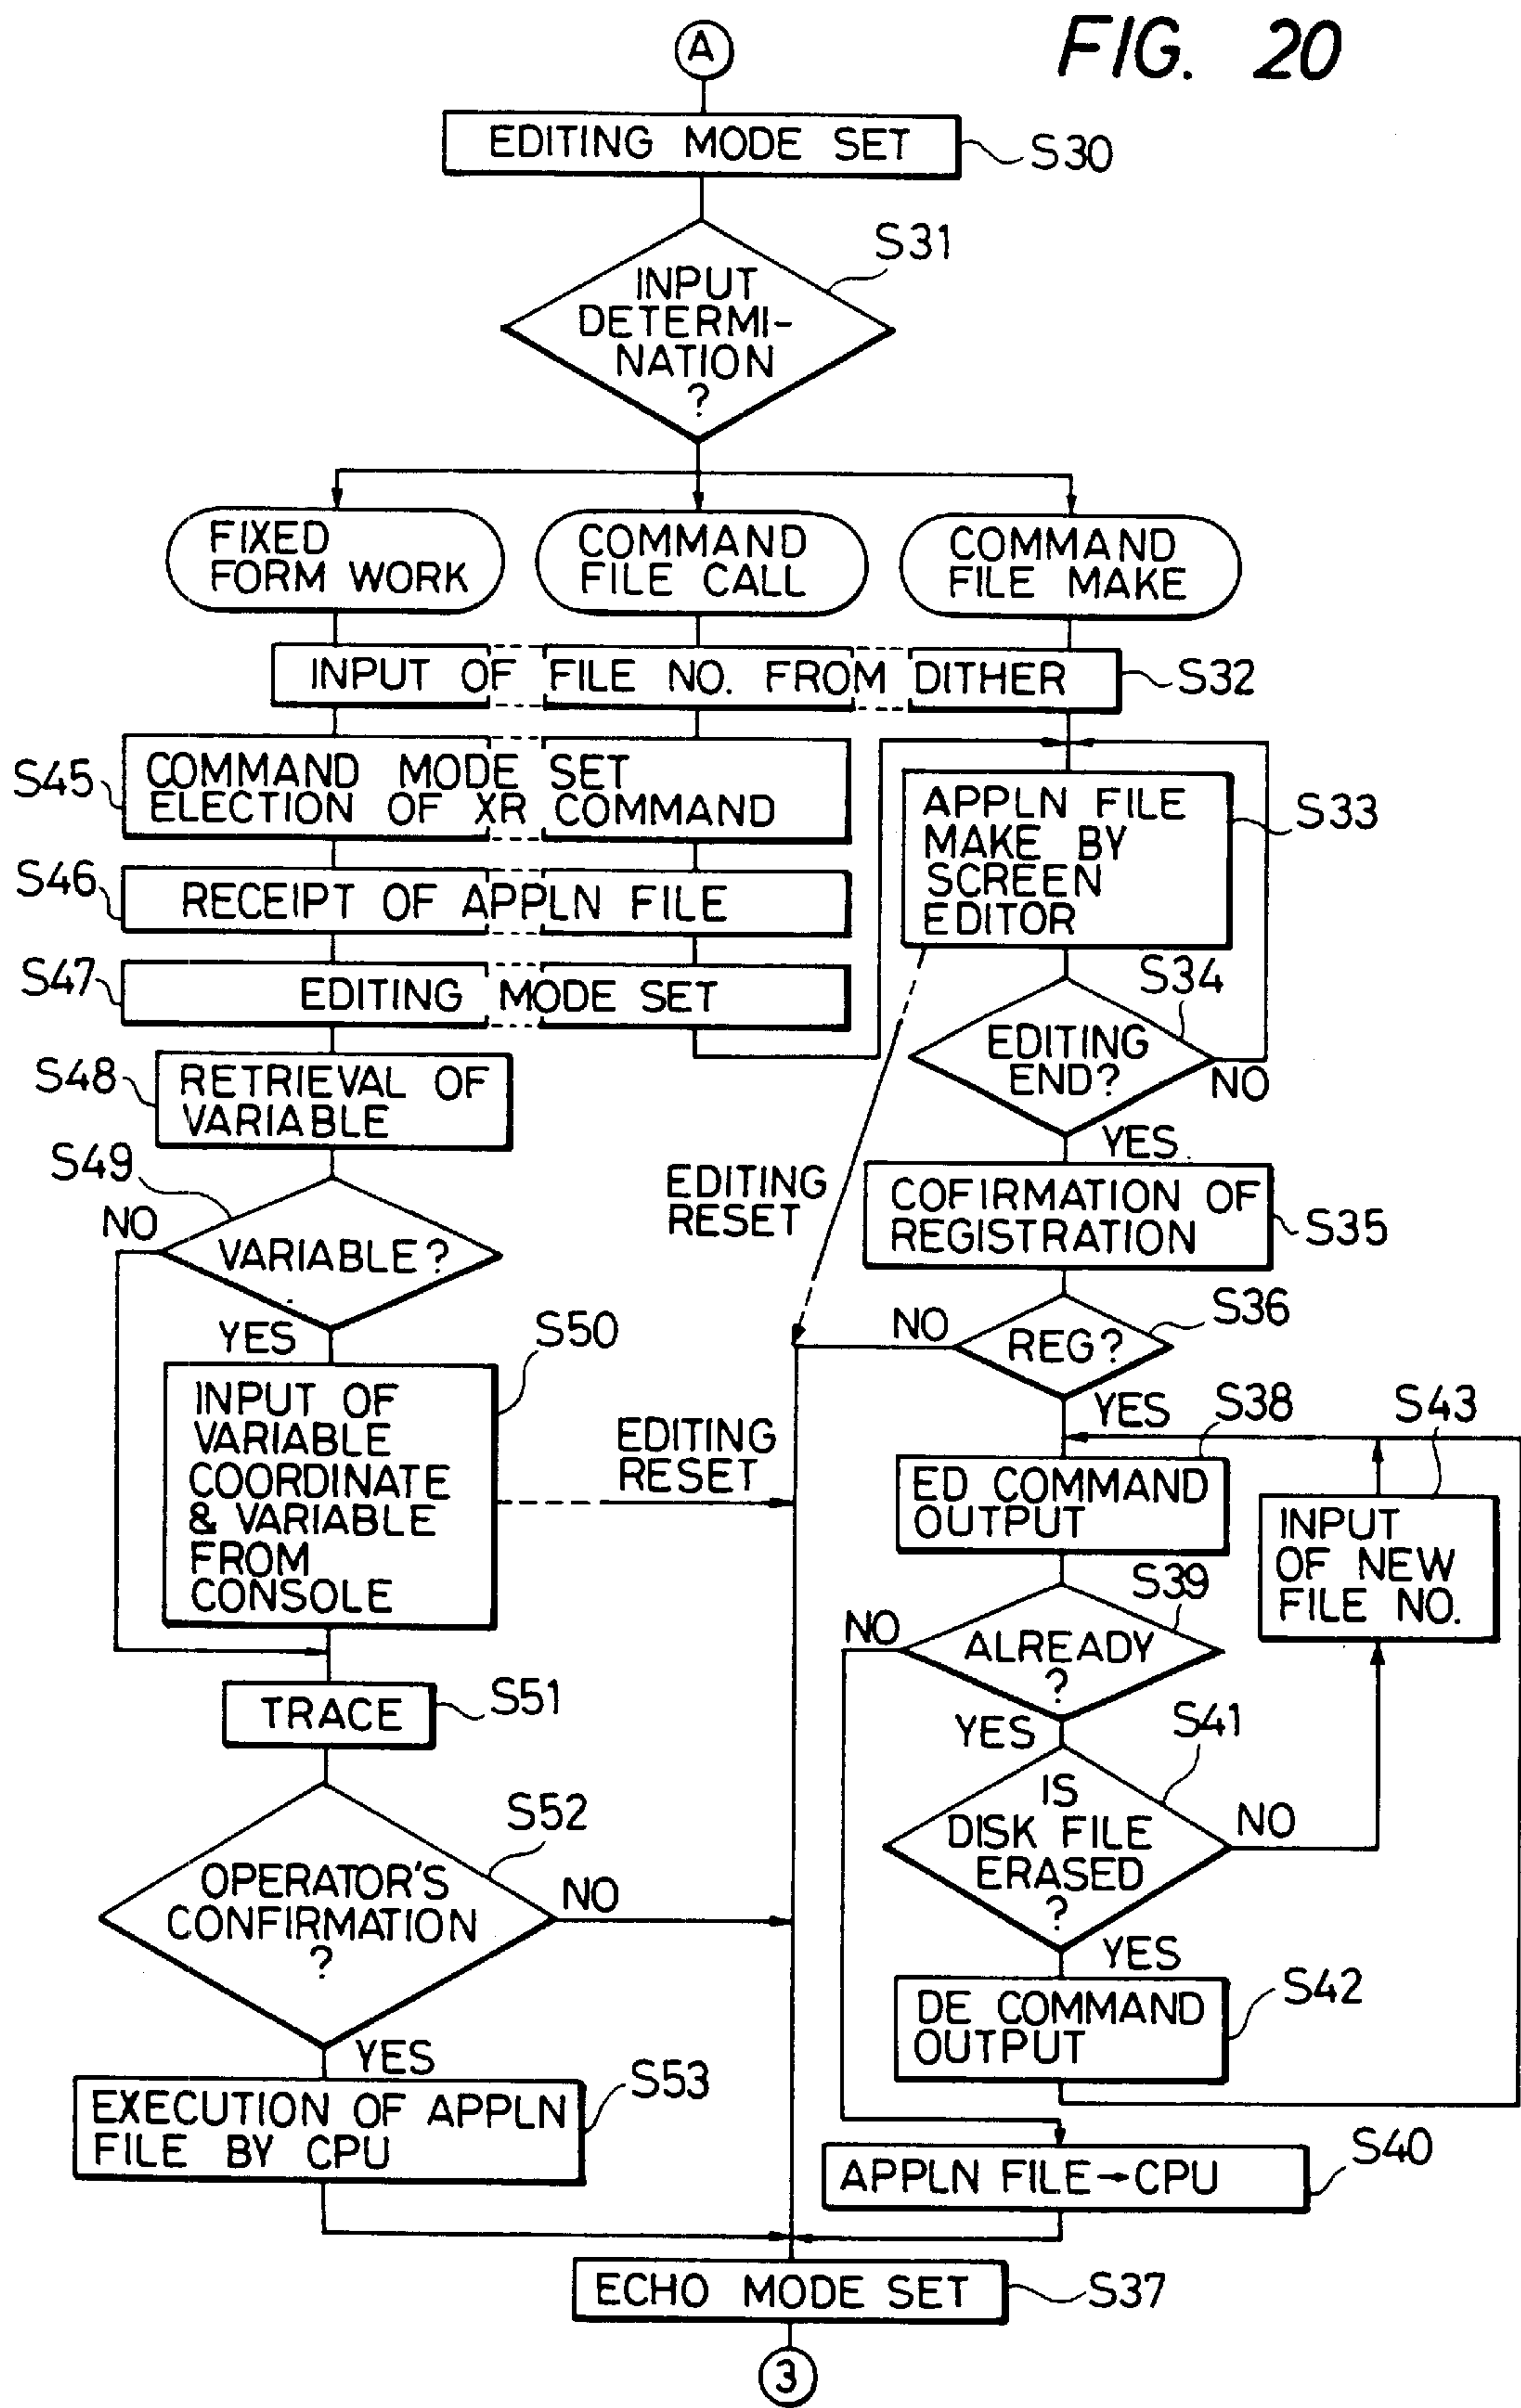 FIG. 20
A
EDITING MODE SET
S30
S31
INPUT
DETERMI-
NATION
?
FIXED
FORM WORK
COMMAND
FILE CALL
COMMAND
FILE MAKE
INPUT OF FILE NO. FROM DITHER
S32
S45
COMMAND MODE SET
ELECTION OF XR COMMAND
S46
RECEIPT OF APPLN FILE
S47
EDITING MODE SET
S48
RETRIEVAL OF
VARIABLE
S49
NO
VARIABLE?
YES
S50
INPUT OF
VARIABLE
COORDINATE
& VARIABLE
FROM
CONSOLE
EDITING
RESET
TRACE
S51
S52
OPERATOR'S
CONFIRMATION
?
NO
YES
EXECUTION OF APPLN
FILE BY CPU
S53
APPLN FILE
MAKE BY
SCREEN
EDITOR
S33
S34
EDITING
END?
NO
YES
EDITING
RESET
COFIRMATION OF
REGISTRATION
S35
S36
NO
REG?
YES
S38
S43
ED COMMAND
OUTPUT
INPUT
OF NEW
FILE NO.
S39
NO
ALREADY
?
YES
S41
IS
DISK FILE
ERASED
?
NO
YES
DE COMMAND
OUTPUT
S42
APPLN FILE→CPU
S40
ECHO MODE SET
S37
3